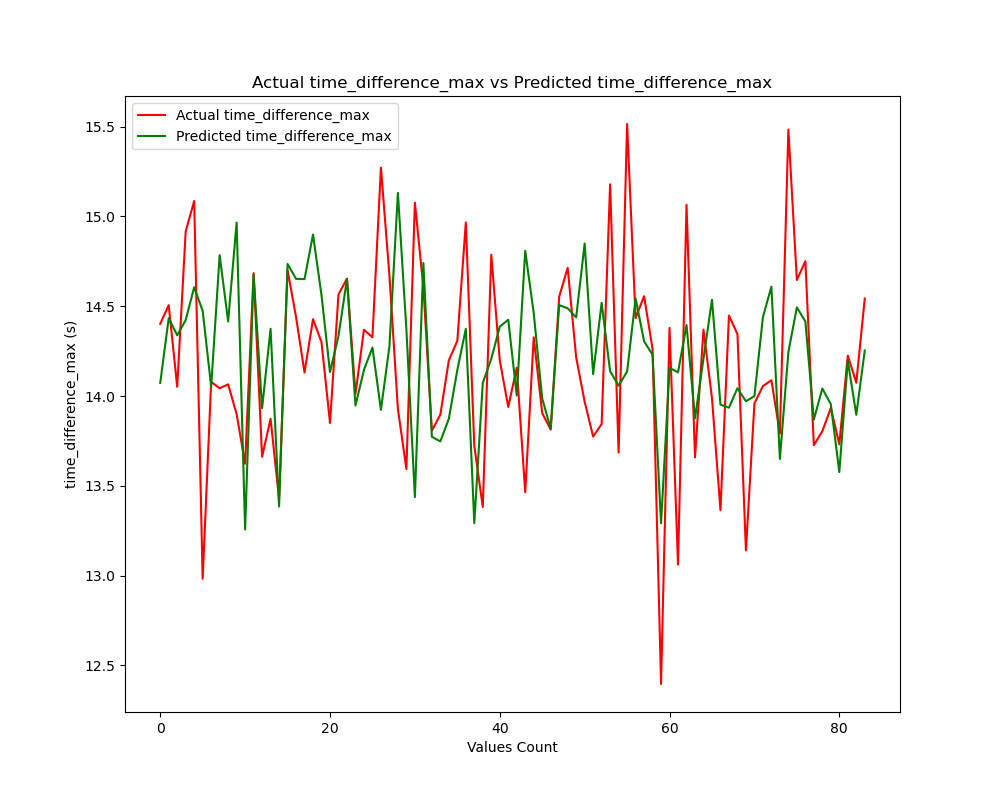 Actual time_difference_max vs Predicted time_difference_max
Actual time_difference_max
Predicted time_difference_max
time_difference_max (s)
15.5
15.0
14.5
14.0
13.5
13.0
12.5
0 20 40 60 80
Values Count